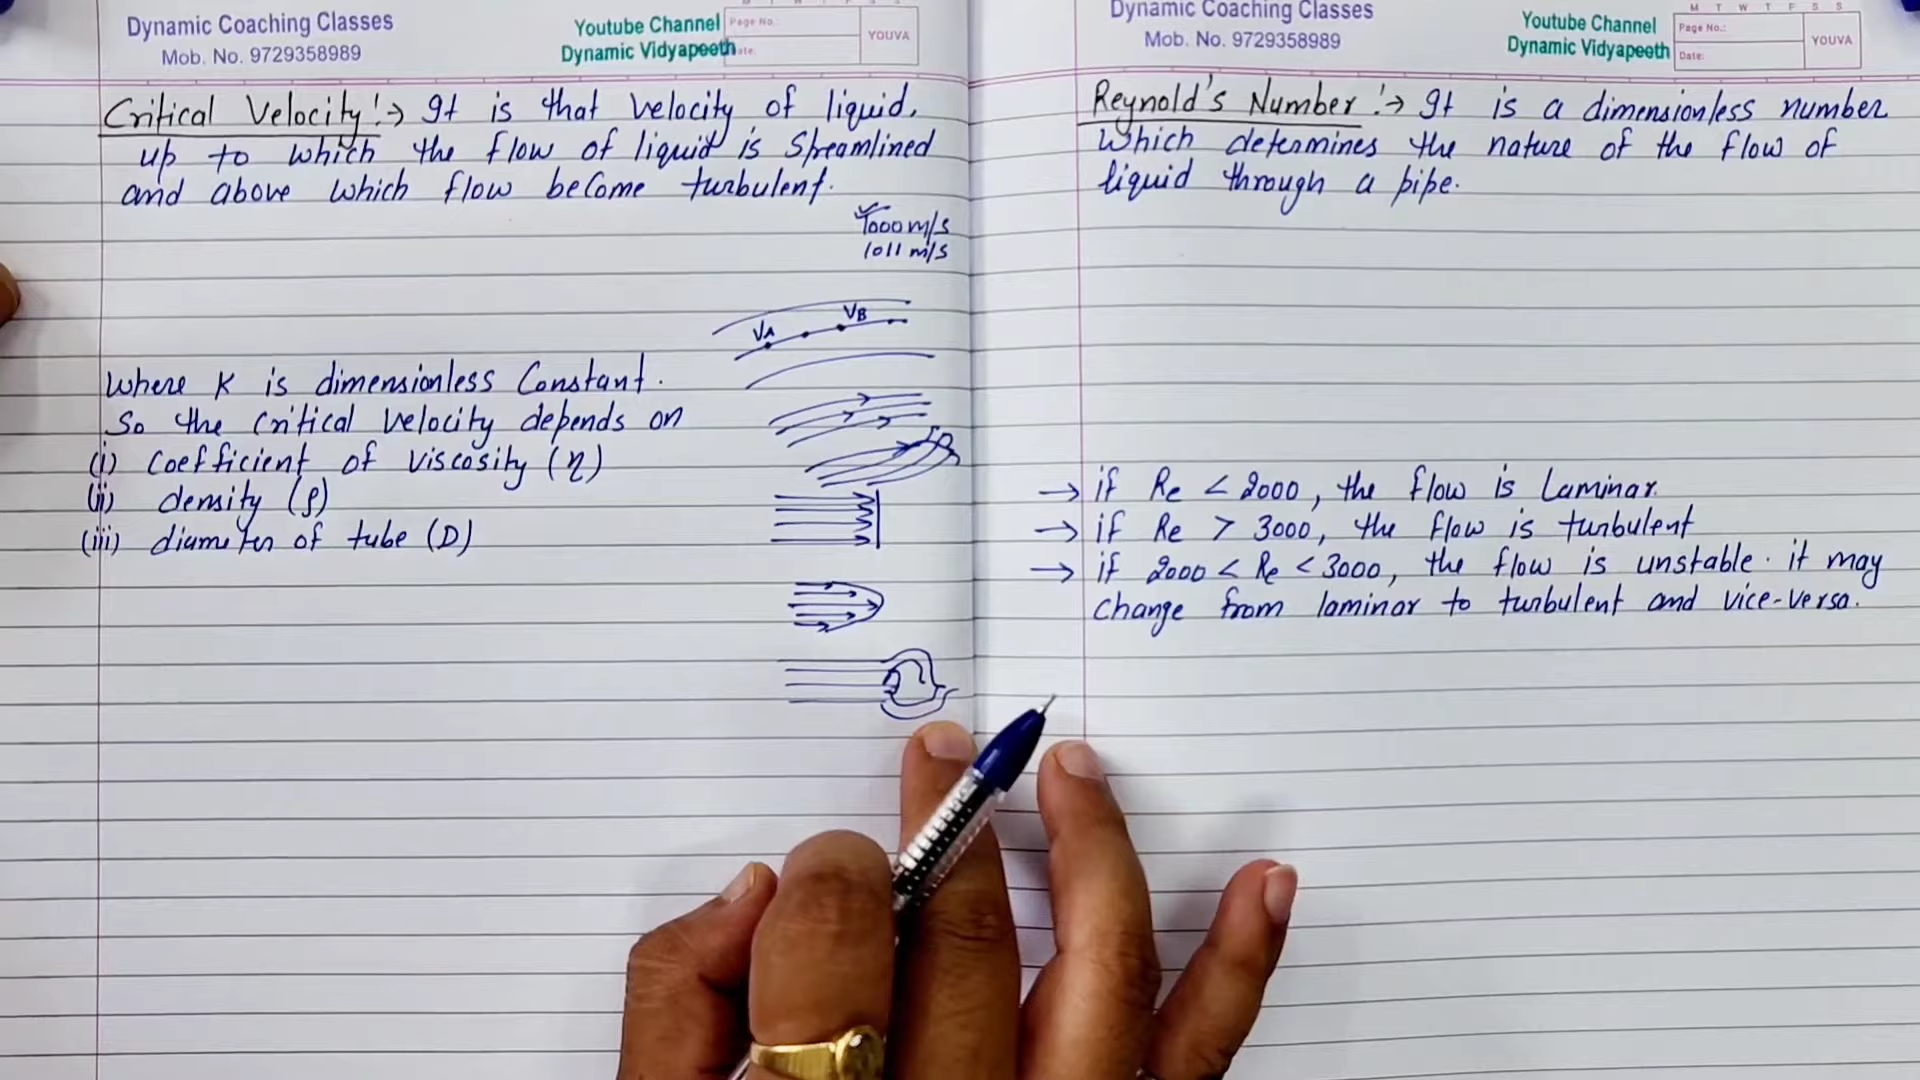 Dynamic Coaching Classes
Mob. No. 9729358989
Youtube Channel
Dynamic Vidyapeeth
Page No.:
Date:
YOUVA
Critical Velocity :→ It is that velocity of liquid,
up to which the flow of liquid is Streamlined
and above which flow become turbulent.
1000 m/s
1011 m/s
VA VB
Where K is dimensionless Constant.
So the Critical Velocity depends on
(i) Coefficient of Viscosity (η)
(ii) density (ρ)
(iii) diameter of tube (D)
Dynamic Coaching Classes
Mob. No. 9729358989
Youtube Channel
Dynamic Vidyapeeth
M T W T F S S
Page No.:
Date:
YOUVA
Reynold's Number :→ It is a dimensionless number
Which determines the nature of the flow of
liquid through a pipe.
→ if Re < 2000, the flow is Laminar.
→ if Re > 3000, the flow is turbulent
→ if 2000 < Re < 3000, the flow is unstable. it may
change from laminar to turbulent and vice-versa.